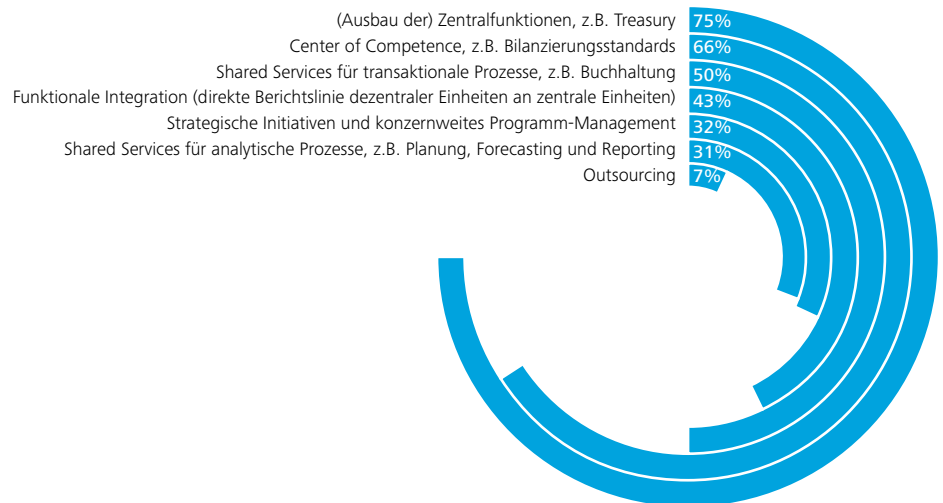 (Ausbau der) Zentralfunktionen, z.B. Treasury 75%
Center of Competence, z.B. Bilanzierungsstandards 66%
Shared Services für transaktionale Prozesse, z.B. Buchhaltung 50%
Funktionale Integration (direkte Berichtslinie dezentraler Einheiten an zentrale Einheiten) 43%
Strategische Initiativen und konzernweites Programm-Management 32%
Shared Services für analytische Prozesse, z.B. Planung, Forecasting und Reporting 31%
Outsourcing 7%